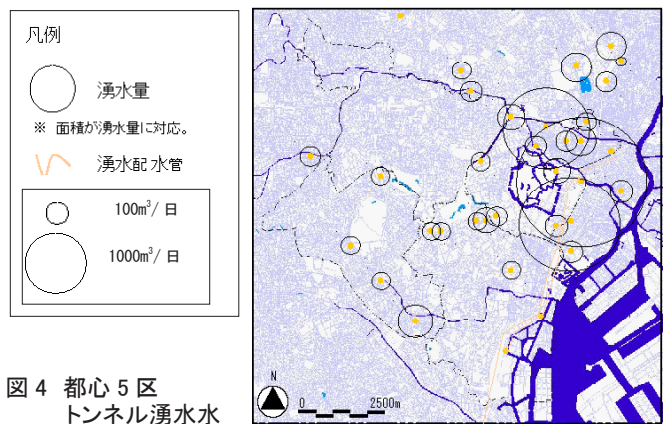 凡例
湧水量
※ 面積が湧水量に対応。
湧水配水管
100m³/ 日
1000m³/ 日
N
0 2500m
図 4 都心 5 区
トンネル湧水水